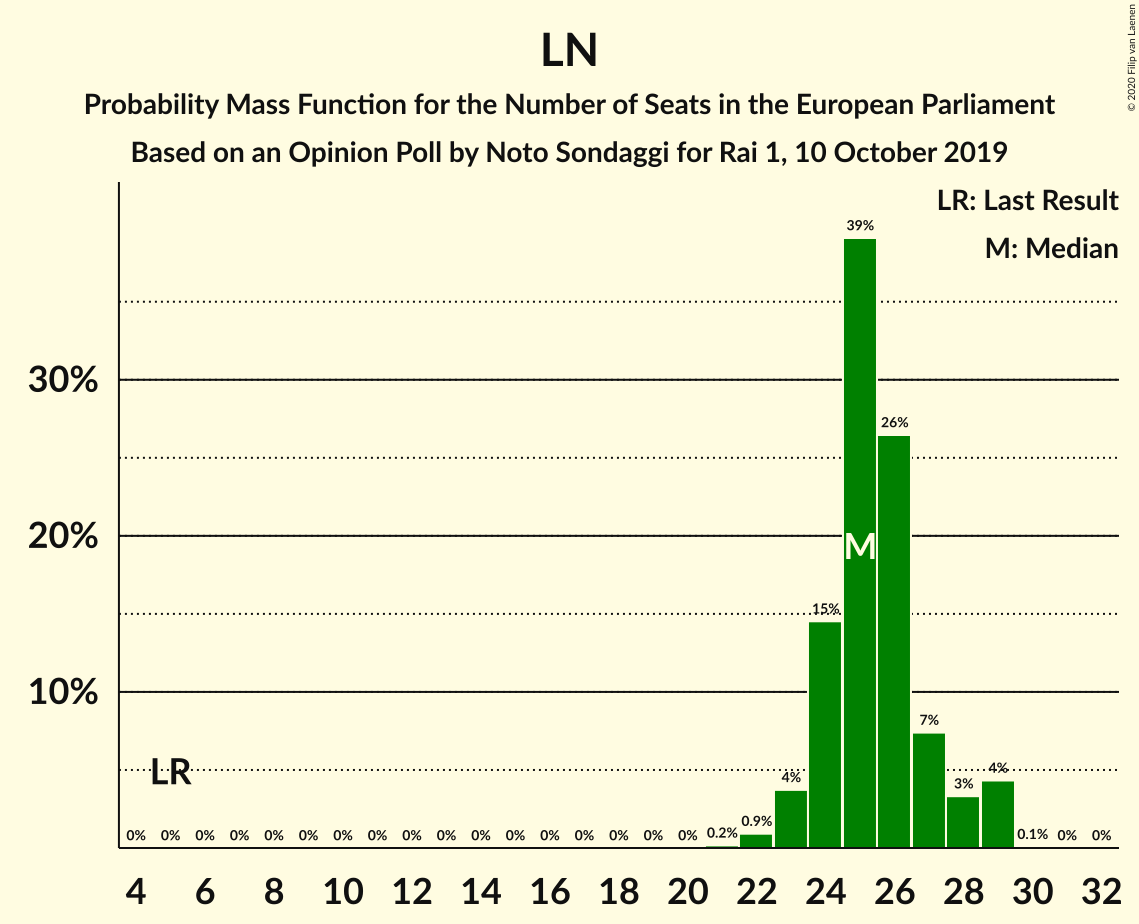 © 2020 Filip van Laenen
LN
Probability Mass Function for the Number of Seats in the European Parliament
Based on an Opinion Poll by Noto Sondaggi for Rai 1, 10 October 2019
LR: Last Result
M: Median
39%
30%
26%
20%
M
15%
10%
7%
LR
4%
3%
4%
0% 0% 0% 0% 0% 0% 0% 0% 0% 0% 0% 0% 0% 0% 0% 0% 0% 0.2% 0.9% 0.1% 0% 0%
4 6 8 10 12 14 16 18 20 22 24 26 28 30 32